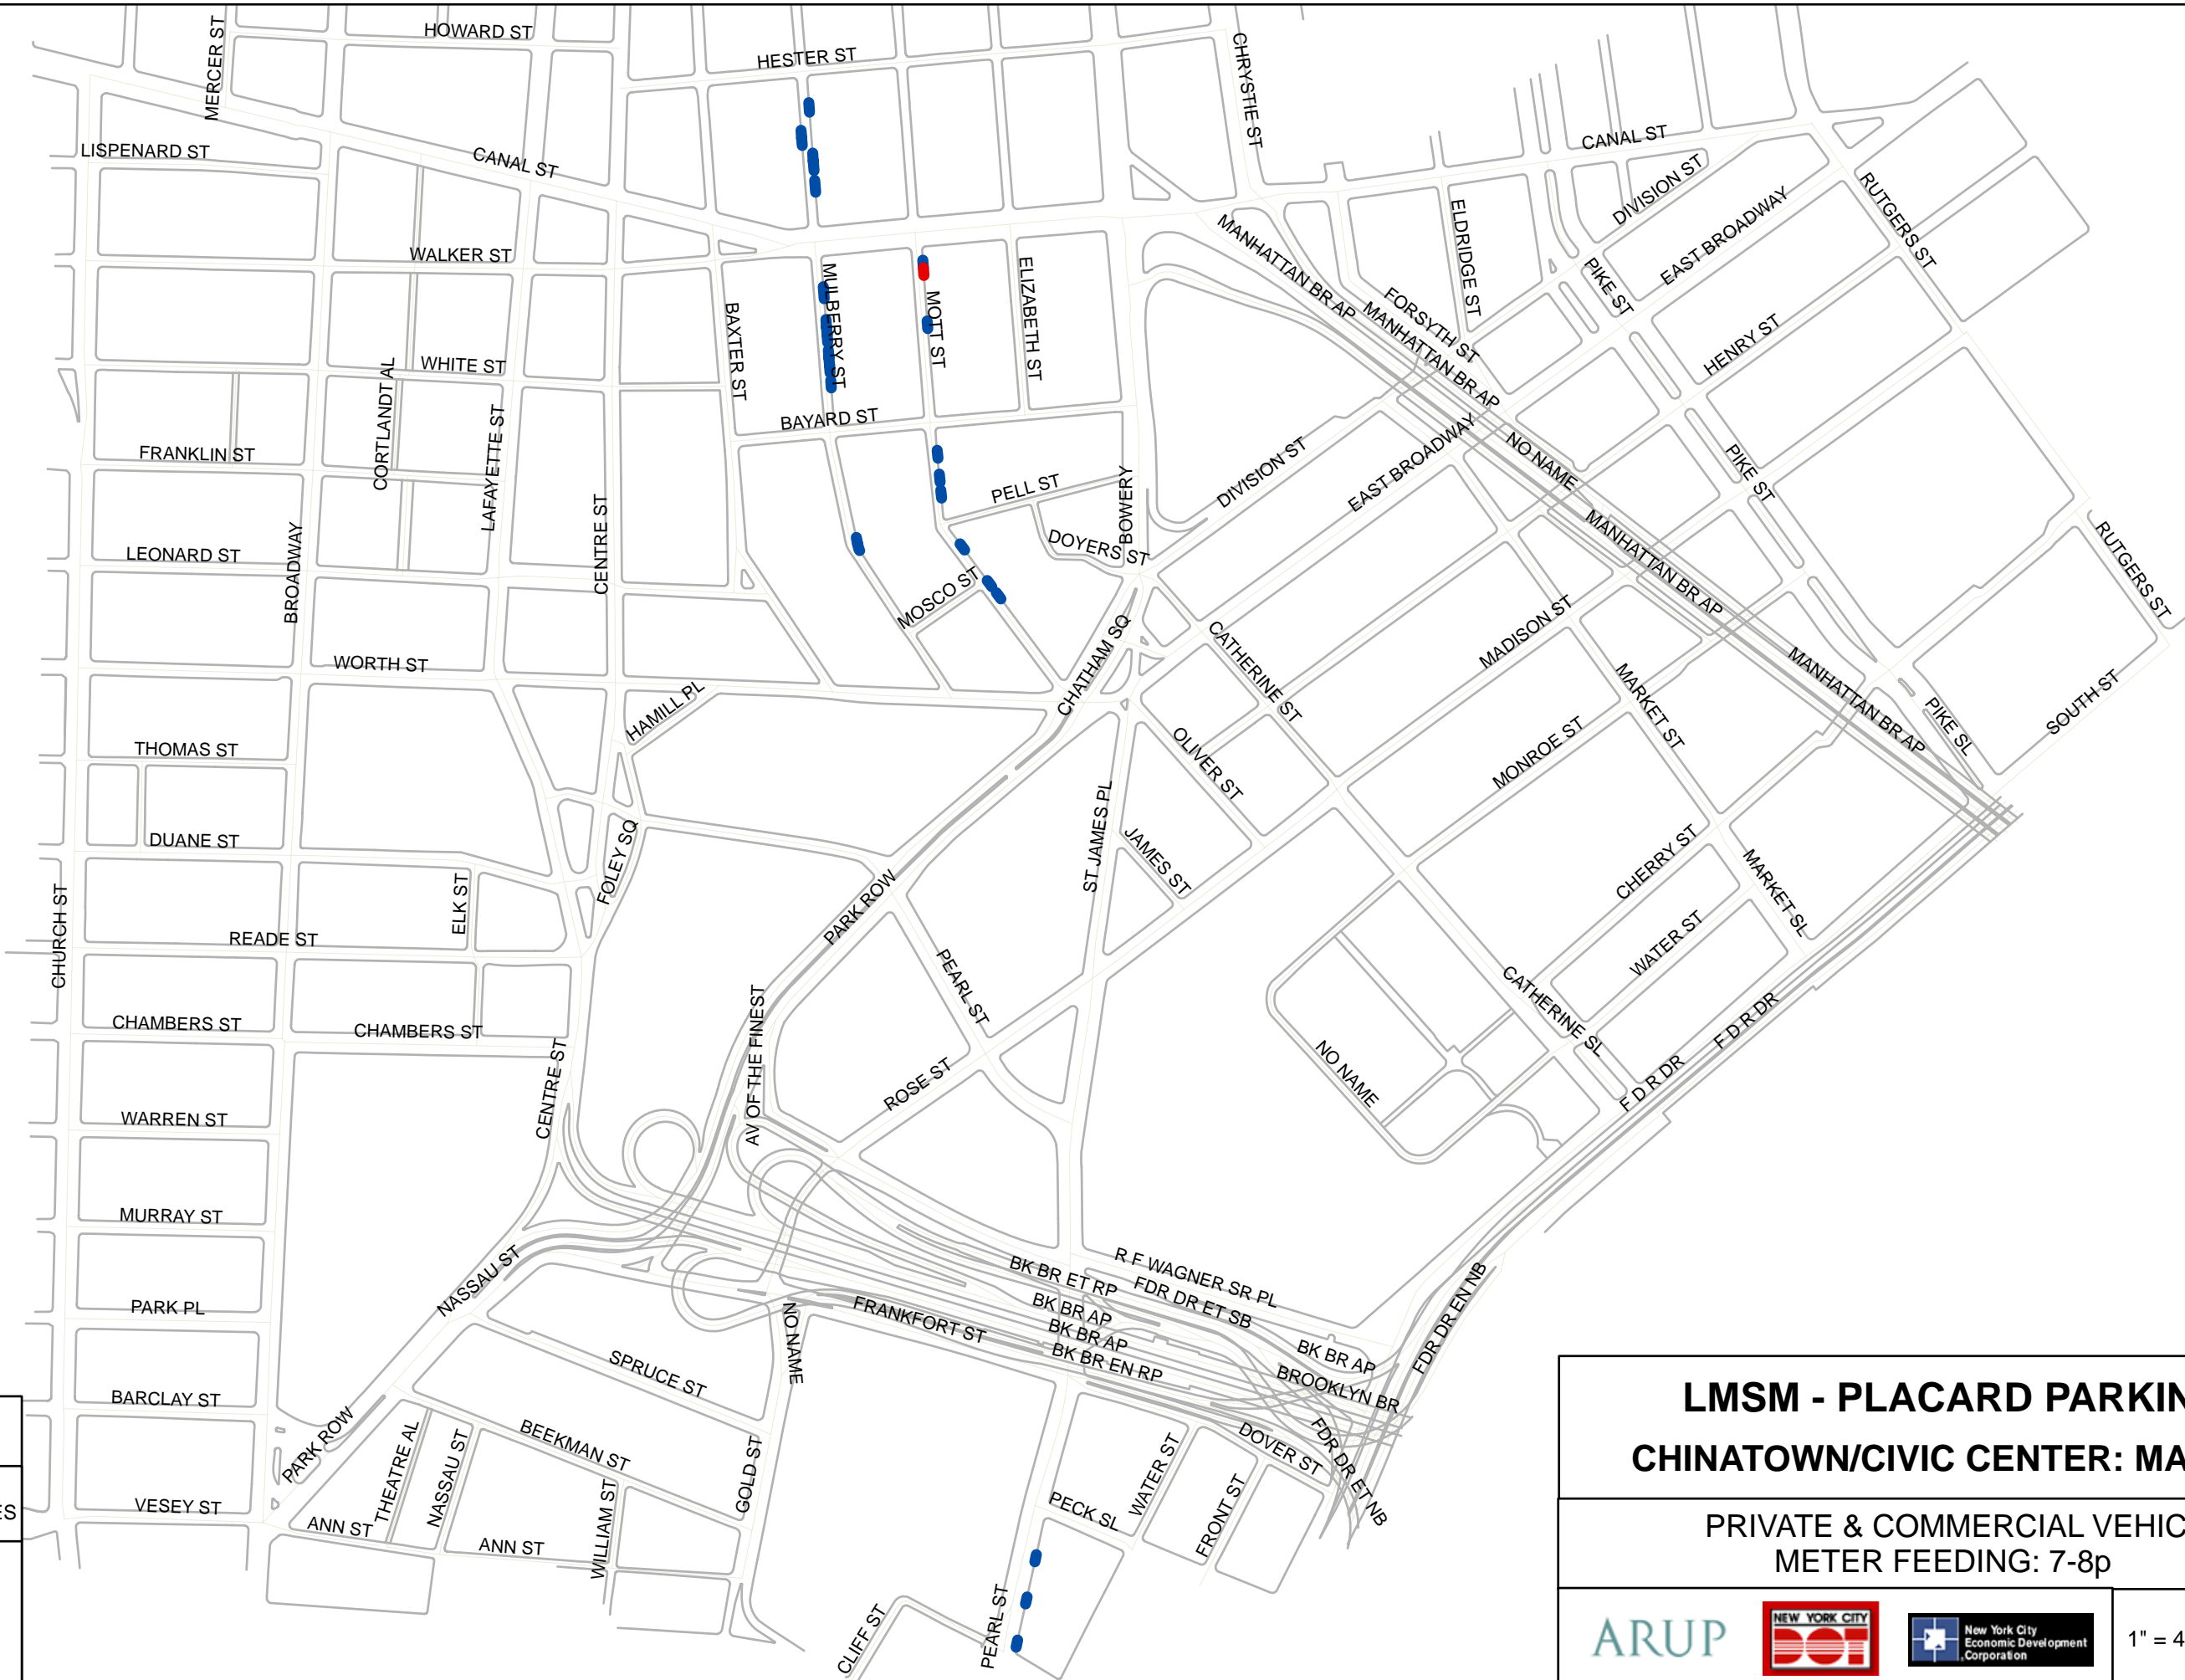 HOWARD ST
MERCER ST
HESTER ST
CHRYSTIE ST
LISPENARD ST
CANAL ST
CANAL ST
DIVISION ST
RUTGERS ST
EAST BROADWAY
ELDRIDGE ST
MANHATTAN BR AP
WALKER ST
MULBERRY ST
ELIZABETH ST
MOTT ST
PIKE ST
FORSYTH ST
MANHATTAN BR AP
HENRY ST
BAXTER ST
WHITE ST
CORTLANDT AL
LAFAYETTE ST
BAYARD ST
FRANKLIN ST
DIVISION ST
EAST BROADWAY
NO NAME
PIKE ST
PELL ST
BOWERY
DOYERS ST
CENTRE ST
BROADWAY
LEONARD ST
MANHATTAN BR AP
RUTGERS ST
MOSCO ST
MADISON ST
CATHERINE ST
CHATHAM SQ
WORTH ST
HAMILL PL
MARKET ST
MANHATTAN BR AP
SOUTH ST
PIKE SL
OLIVER ST
MONROE ST
THOMAS ST
ST JAMES PL
JAMES ST
DUANE ST
FOLEY SQ
CHERRY ST
MARKET SL
ELK ST
PARK ROW
CHURCH ST
READE ST
WATER ST
PEARL ST
CATHERINE SL
F D R DR
CHAMBERS ST
CHAMBERS ST
AV OF THE FINEST
CENTRE ST
ROSE ST
NO NAME
F D R DR
WARREN ST
MURRAY ST
NASSAU ST
R F WAGNER SR PL
BK BR ET RP
FDR DR ET SB
BK BR AP
BK BR AP
BK BR EN RP
BK BR AP
BROOKLYN BR
FDR DR EN NB
PARK PL
NO NAME
FRANKFORT ST
SPRUCE ST
BARCLAY ST
PARK ROW
THEATRE AL
NASSAU ST
BEEKMAN ST
GOLD ST
DOVER ST
FDR DR ET NB
WATER ST
FRONT ST
PECK SL
VESEY ST
ANN ST
ANN ST
WILLIAM ST
CLIFF ST
PEARL ST
ES
LMSM - PLACARD PARKIN
CHINATOWN/CIVIC CENTER: MA
PRIVATE & COMMERCIAL VEHIC
METER FEEDING: 7-8p
ARUP
NEW YORK CITY
DOT
New York City
Economic Development
Corporation
1" = 4